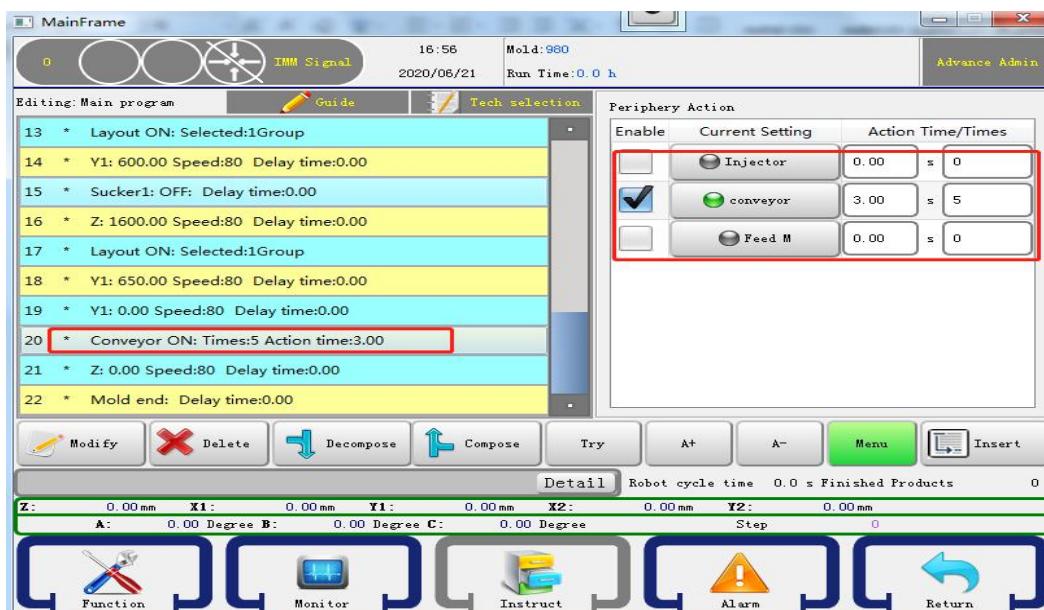 MainFrame
0 IMM Signal 16:56 Mold:980 Advance Admin
2020/06/21 Run Time:0.0 h
Editing:Main program Guide Tech selection Periphery Action
Enable Current Setting Action Time/Times
13 * Layout ON: Selected:1Group
14 * Y1: 600.00 Speed:80 Delay time:0.00
15 * Sucker1: OFF: Delay time:0.00
16 * Z: 1600.00 Speed:80 Delay time:0.00
17 * Layout ON: Selected:1Group
18 * Y1: 650.00 Speed:80 Delay time:0.00
19 * Y1: 0.00 Speed:80 Delay time:0.00
20 * Conveyor ON: Times:5 Action time:3.00
21 * Z: 0.00 Speed:80 Delay time:0.00
22 * Mold end: Delay time:0.00
Injector 0.00 s 0
conveyor 3.00 s 5
Feed M 0.00 s 0
Modify Delete Decompose Compose Try A+ A- Menu Insert
Detail Robot cycle time 0.0 s Finished Products 0
Z: 0.00 mm X1: 0.00 mm Y1: 0.00 mm X2: 0.00 mm Y2: 0.00 mm
A: 0.00 Degree B: 0.00 Degree C: 0.00 Degree Step 0
Function Monitor Instruct Alarm Return